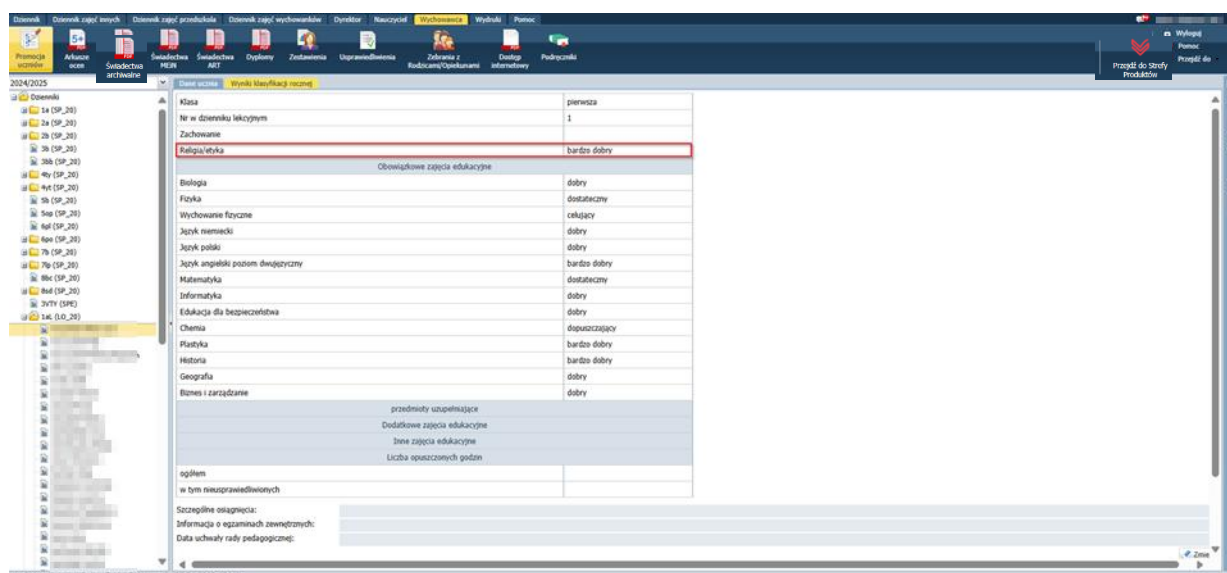 Dziennik Dziennik zajęć innych Dziennik zajęć przedszkola Dziennik zajęć wychowanków Dyrektor Nauczyciel Wychowawca Wydruki Pomoc
Promocja uczniów
Arkusze ocen
Świadectwa archiwalne
Świadectwa MEiN
Świadectwa ART
Dyplomy
Zestawienia
Usprawiedliwienia
Zebrania z Rodzicami/Opiekunami
Dostęp internetowy
Podręczniki
Przejdź do Strefy Produktów
Wyloguj
Pomoc
Przejdź do
2024/2025
Dane ucznia Wyniki klasyfikacji rocznej
Dzienniki
1a (SP_20)
2a (SP_20)
2b (SP_20)
3b (SP_20)
3bb (SP_20)
4ty (SP_20)
4yt (SP_20)
5b (SP_20)
5op (SP_20)
6pl (SP_20)
6po (SP_20)
7b (SP_20)
7lp (SP_20)
8bc (SP_20)
8sd (SP_20)
3VTY (SPE)
1aL (LO_20)
Klasa pierwsza
Nr w dzienniku lekcyjnym 1
Zachowanie
Religia/etyka bardzo dobry
Obowiązkowe zajęcia edukacyjne
Biologia dobry
Fizyka dostateczny
Wychowanie fizyczne celujący
Język niemiecki dobry
Język polski dobry
Język angielski poziom dwujęzyczny bardzo dobry
Matematyka dostateczny
Informatyka dobry
Edukacja dla bezpieczeństwa dobry
Chemia dopuszczający
Plastyka bardzo dobry
Historia bardzo dobry
Geografia dobry
Biznes i zarządzanie dobry
przedmioty uzupełniające
Dodatkowe zajęcia edukacyjne
Inne zajęcia edukacyjne
Liczba opuszczonych godzin
ogółem
w tym nieusprawiedliwionych
Szczególne osiągnięcia:
Informacja o egzaminach zewnętrznych:
Data uchwały rady pedagogicznej:
Zmie